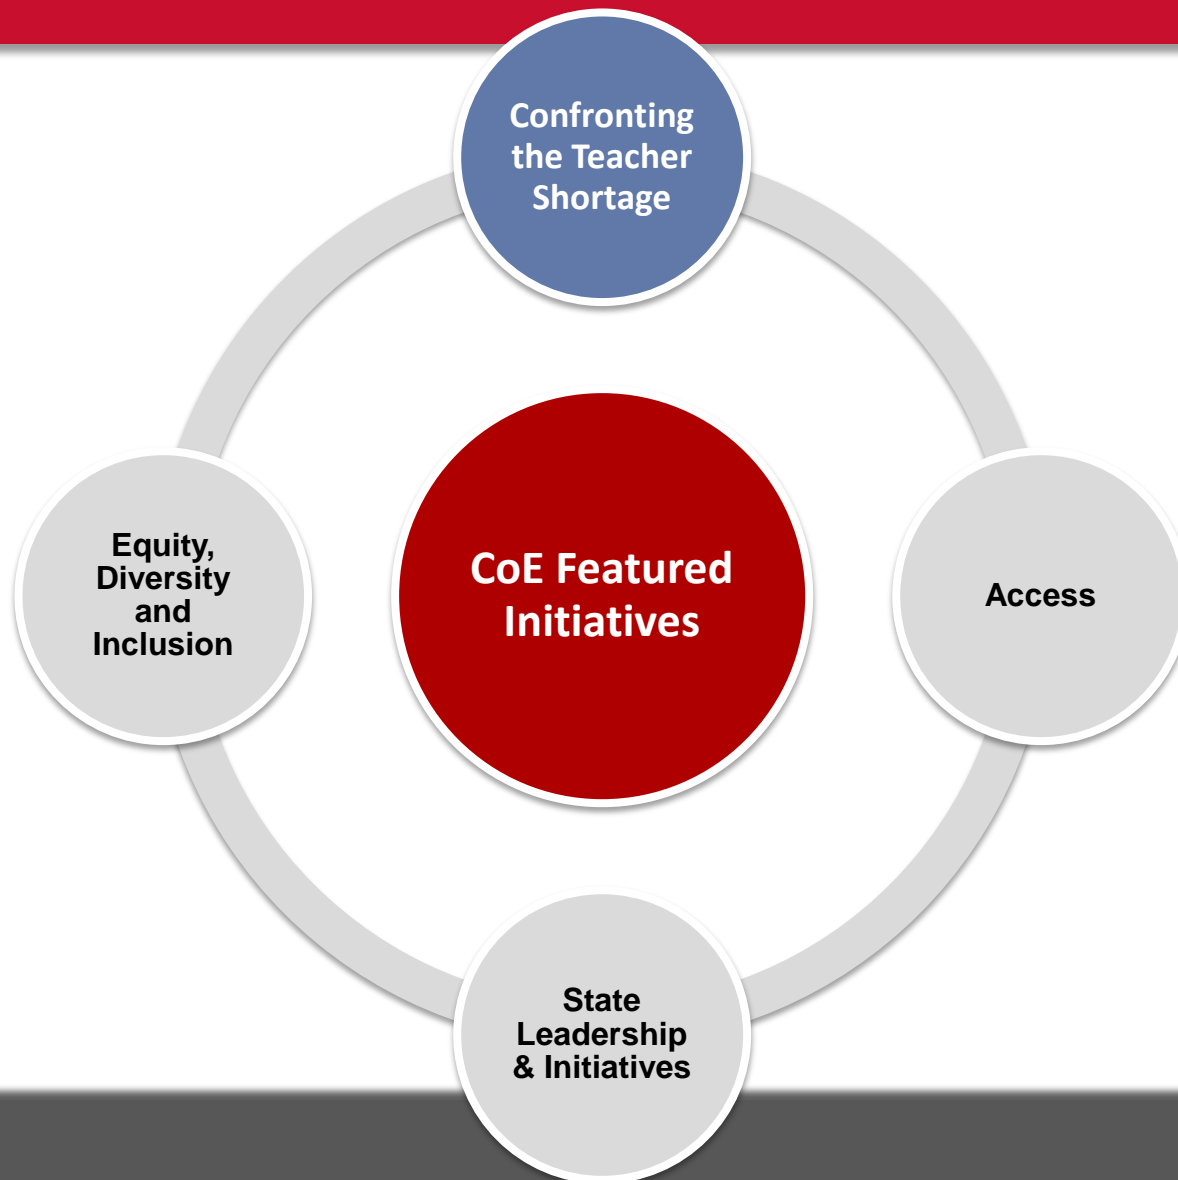 Confronting
the Teacher
Shortage
Equity,
Diversity
and
Inclusion
CoE Featured
Initiatives
Access
State
Leadership
& Initiatives